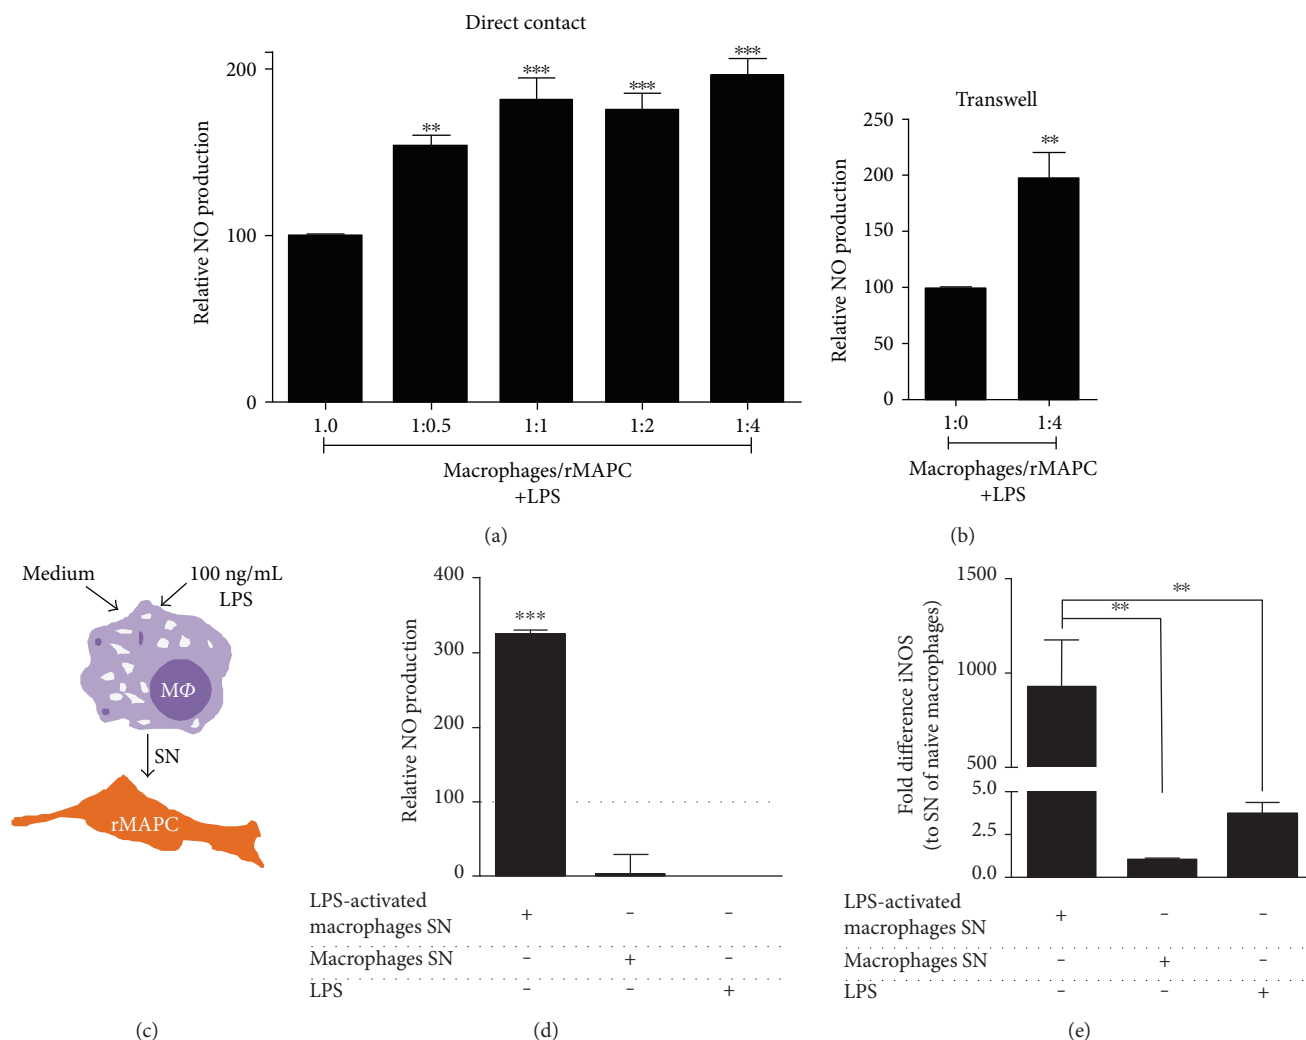 Direct contact
Relative NO production
200
100
0
** *** *** ***
1.0 1:0.5 1:1 1:2 1:4
Macrophages/rMAPC
+LPS
(a)
Transwell
Relative NO production
250
200
150
100
50
0
**
1:0 1:4
Macrophages/rMAPC
+LPS
(b)
Medium
100 ng/mL
LPS
MΦ
SN
rMAPC
(c)
Relative NO production
400
300
200
100
100
0
***
LPS-activated
macrophages SN
+ - -
Macrophages SN
- + -
LPS
- - +
(d)
Fold difference iNOS
(to SN of naive macrophages)
1500
1000
500
5.0
2.5
0.0
**
**
LPS-activated
macrophages SN
+ - -
Macrophages SN
- + -
LPS
- - +
(e)